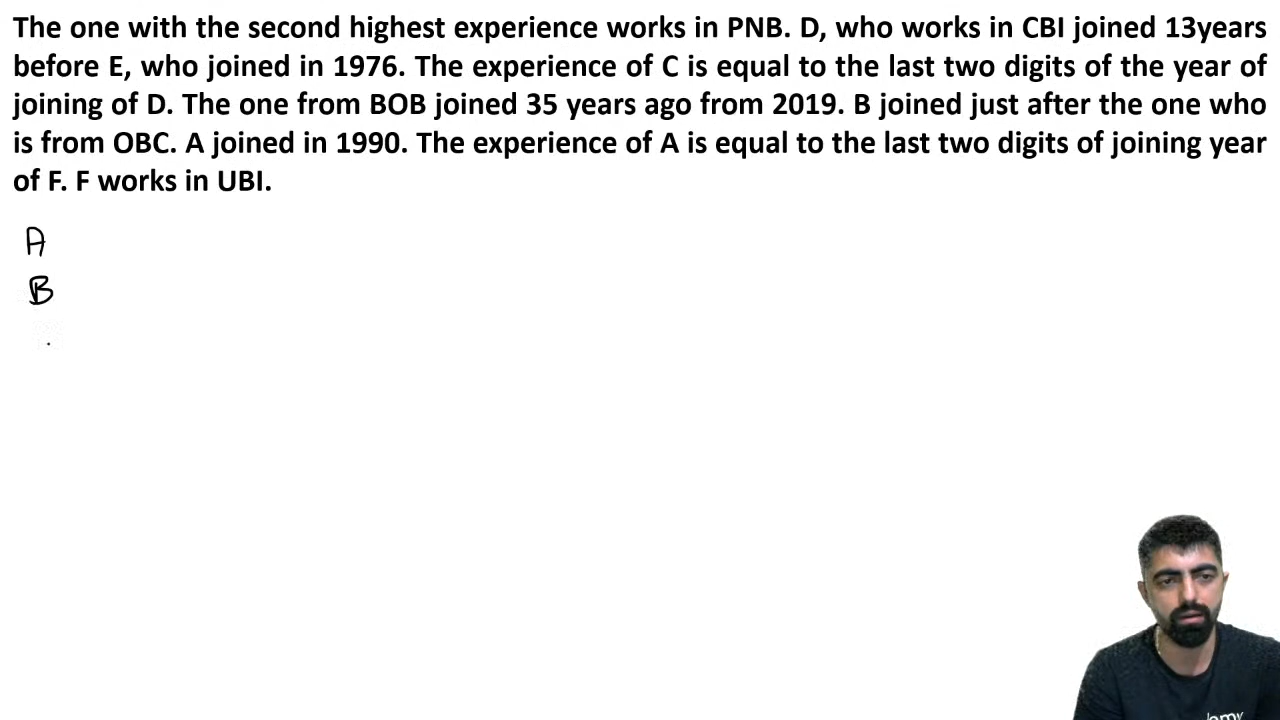 The one with the second highest experience works in PNB. D, who works in CBI joined 13years
before E, who joined in 1976. The experience of C is equal to the last two digits of the year of
joining of D. The one from BOB joined 35 years ago from 2019. B joined just after the one who
is from OBC. A joined in 1990. The experience of A is equal to the last two digits of joining year
of F. F works in UBI.
A
B